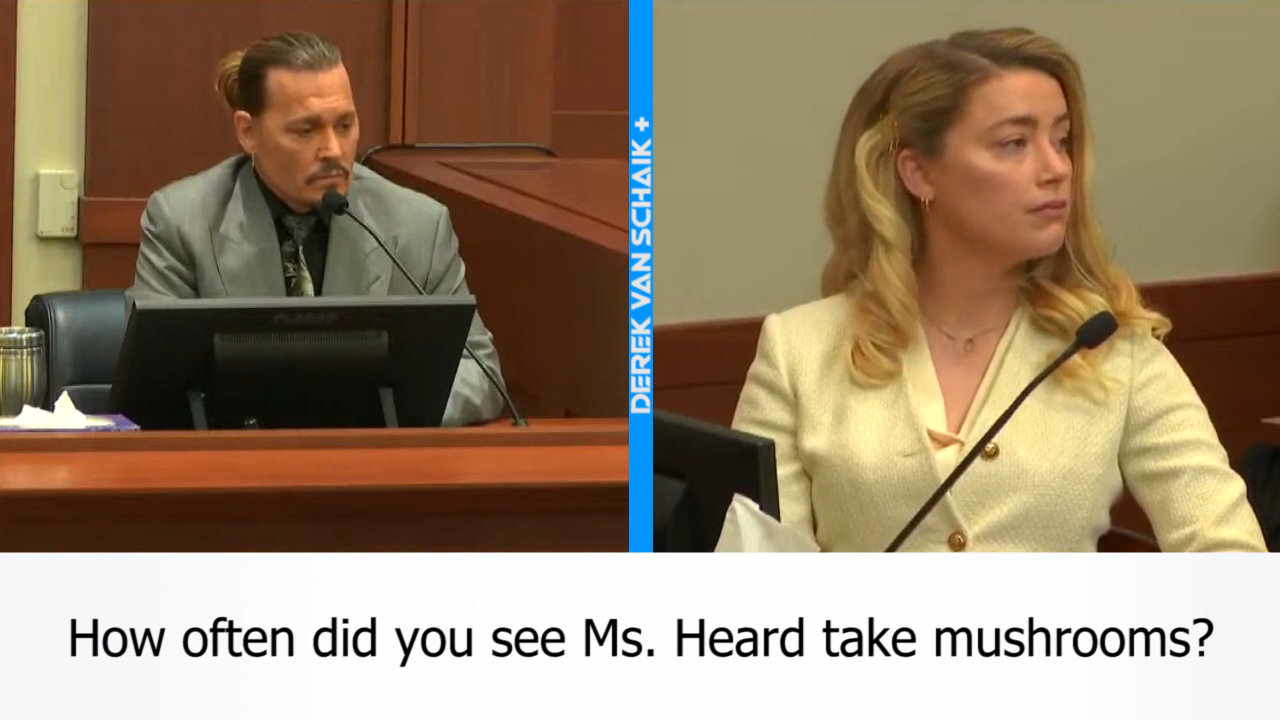 DEREK VAN SCHAIK +
How often did you see Ms. Heard take mushrooms?